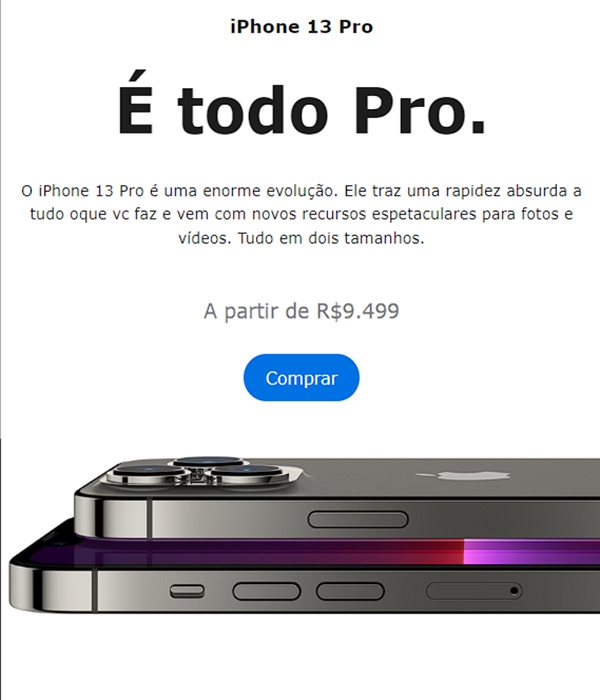 iPhone 13 Pro
É todo Pro.
O iPhone 13 Pro é uma enorme evolução. Ele traz uma rapidez absurda a
tudo oque vc faz e vem com novos recursos espetaculares para fotos e
vídeos. Tudo em dois tamanhos.
A partir de R$9.499
Comprar